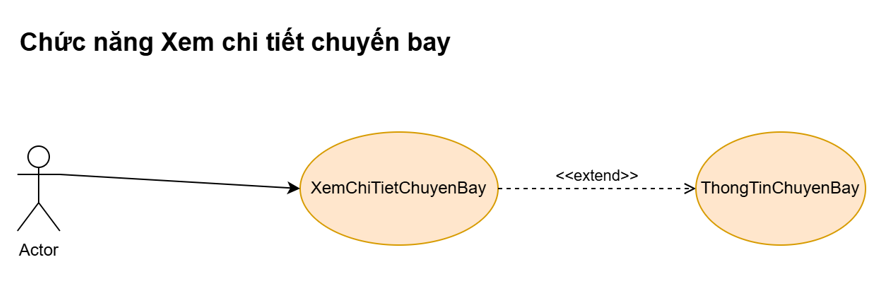 Chức năng Xem chi tiết chuyến bay
<<extend>>
XemChiTietChuyenBay
ThongTinChuyenBay
Actor